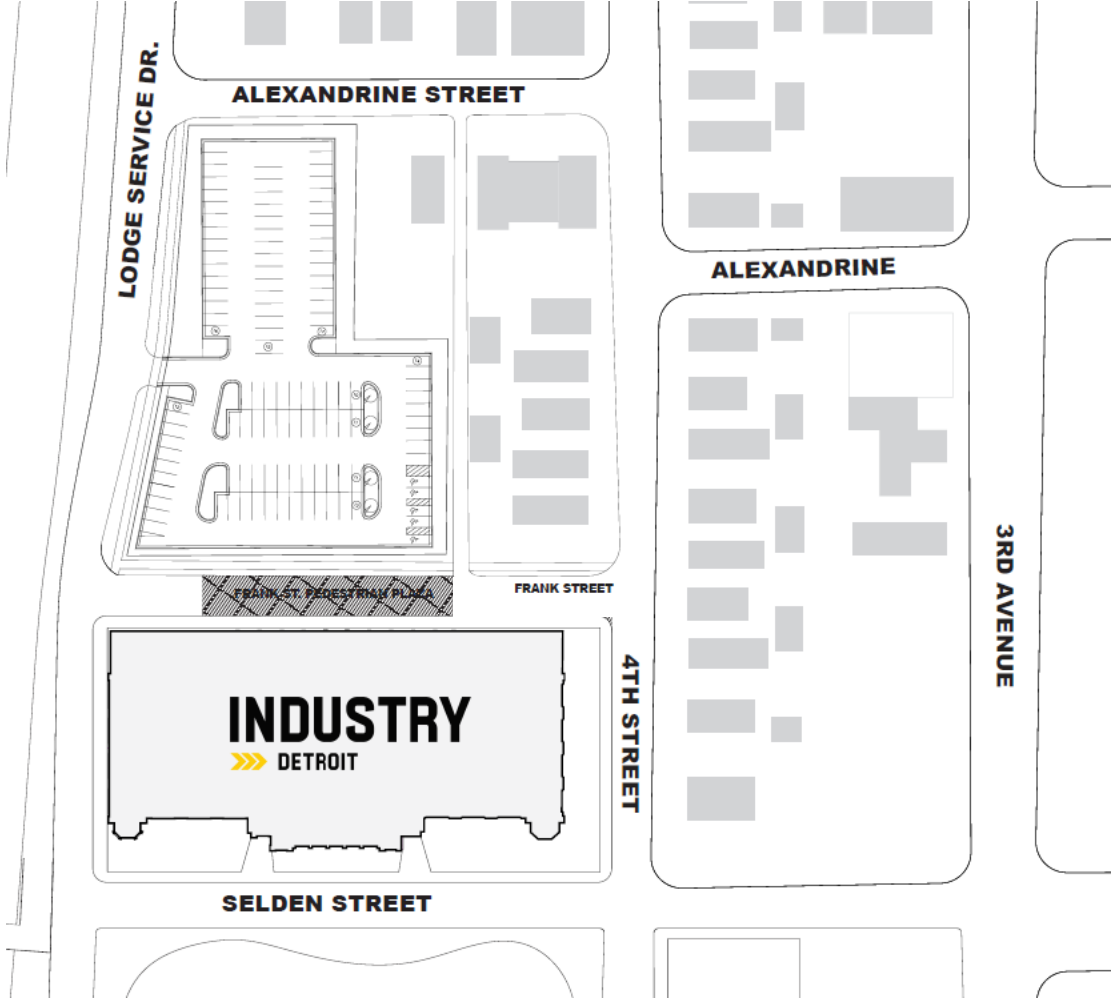 LODGE SERVICE DR.
ALEXANDRINE STREET
ALEXANDRINE
FRANK ST. PEDESTRIAN PLAZA
FRANK STREET
3RD AVENUE
4TH STREET
INDUSTRY
DETROIT
SELDEN STREET